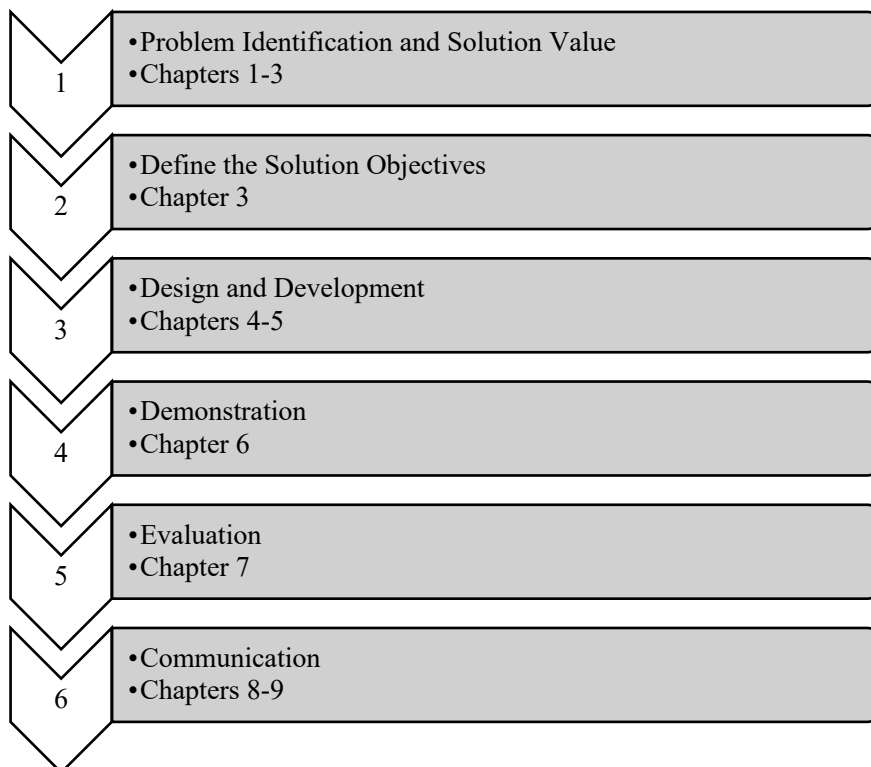 1
•Problem Identification and Solution Value
•Chapters 1-3
2
•Define the Solution Objectives
•Chapter 3
3
•Design and Development
•Chapters 4-5
4
•Demonstration
•Chapter 6
5
•Evaluation
•Chapter 7
6
•Communication
•Chapters 8-9